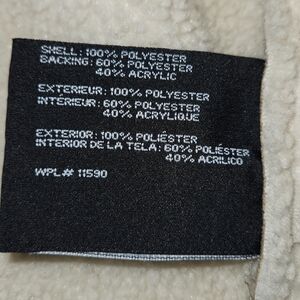 SHELL: 100% POLYESTER
BACKING: 60% POLYESTER
40% ACRYLIC
EXTERIEUR: 100% POLYESTER
INTÉRIEUR: 60% POLYESTER
40% ACRYLIQUE
EXTERIOR: 100% POLIÉSTER
INTERIOR DE LA TELA: 60% POLIÉSTER
40% ACRILICO
WPL# 11590